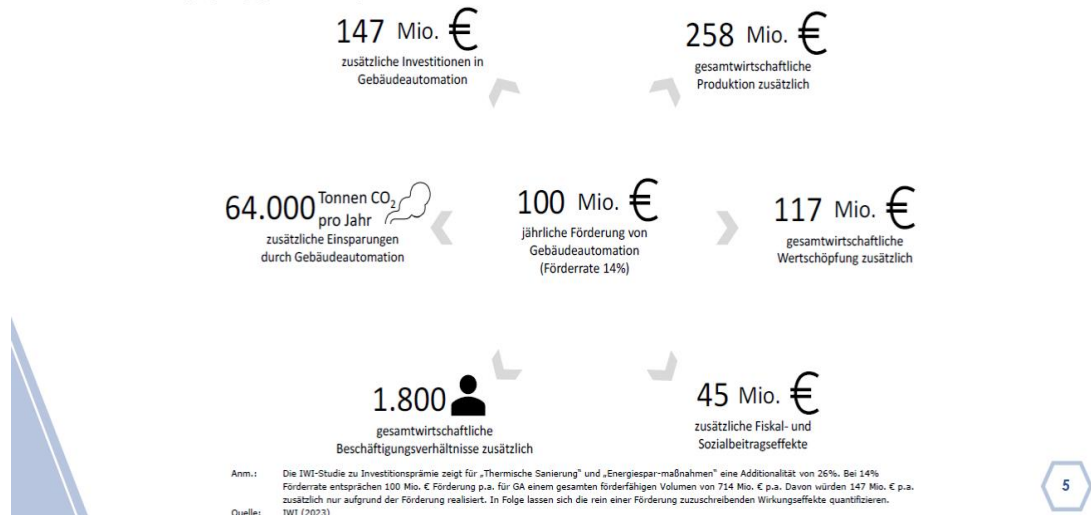 147 Mio. €
zusätzliche Investitionen in
Gebäudeautomation
258 Mio. €
gesamtwirtschaftliche
Produktion zusätzlich
64.000 Tonnen CO₂
pro Jahr
zusätzliche Einsparungen
durch Gebäudeautomation
100 Mio. €
jährliche Förderung von
Gebäudeautomation
(Förderrate 14%)
117 Mio. €
gesamtwirtschaftliche
Wertschöpfung zusätzlich
1.800
gesamtwirtschaftliche
Beschäftigungsverhältnisse zusätzlich
45 Mio. €
zusätzliche Fiskal- und
Sozialbeitragseffekte
Anm.: Die IWI-Studie zu Investitionsprämie zeigt für „Thermische Sanierung" und „Energiespar-maßnahmen" eine Additionalität von 26%. Bei 14%
Förderrate entsprächen 100 Mio. € Förderung p.a. für GA einem gesamten förderfähigen Volumen von 714 Mio. € p.a. Davon würden 147 Mio. € p.a.
zusätzlich nur aufgrund der Förderung realisiert. In Folge lassen sich die rein einer Förderung zuzuschreibenden Wirkungseffekte quantifizieren.
Quelle: IWI (2023)
5